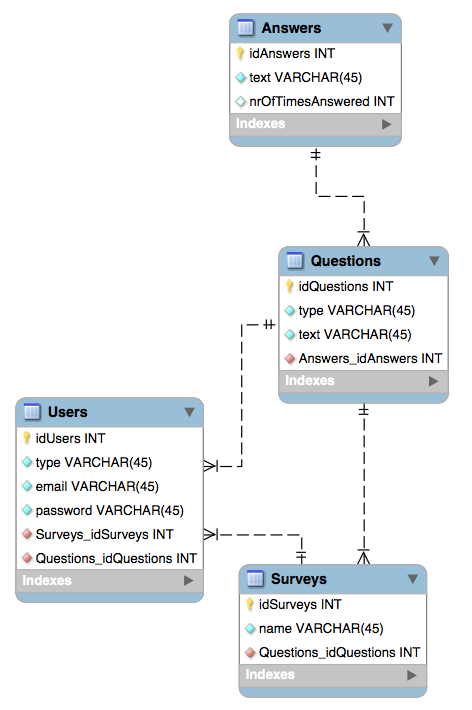 Answers
idAnswers INT
text VARCHAR(45)
nrOfTimesAnswered INT
Indexes
Questions
idQuestions INT
type VARCHAR(45)
text VARCHAR(45)
Answers_idAnswers INT
Indexes
Users
idUsers INT
type VARCHAR(45)
email VARCHAR(45)
password VARCHAR(45)
Surveys_idSurveys INT
Questions_idQuestions INT
Indexes
Surveys
idSurveys INT
name VARCHAR(45)
Questions_idQuestions INT
Indexes